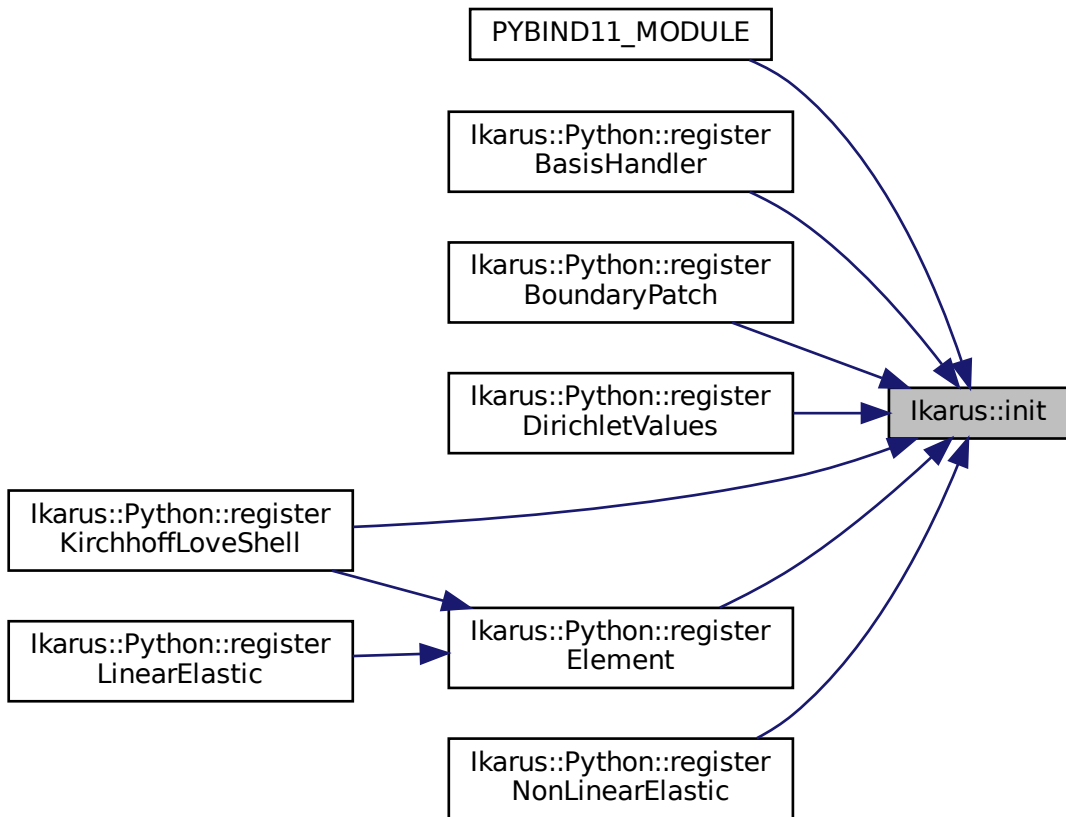 PYBIND11_MODULE
Ikarus::Python::register
BasisHandler
Ikarus::Python::register
BoundaryPatch
Ikarus::Python::register
DirichletValues
Ikarus::init
Ikarus::Python::register
KirchhoffLoveShell
Ikarus::Python::register
LinearElastic
Ikarus::Python::register
Element
Ikarus::Python::register
NonLinearElastic